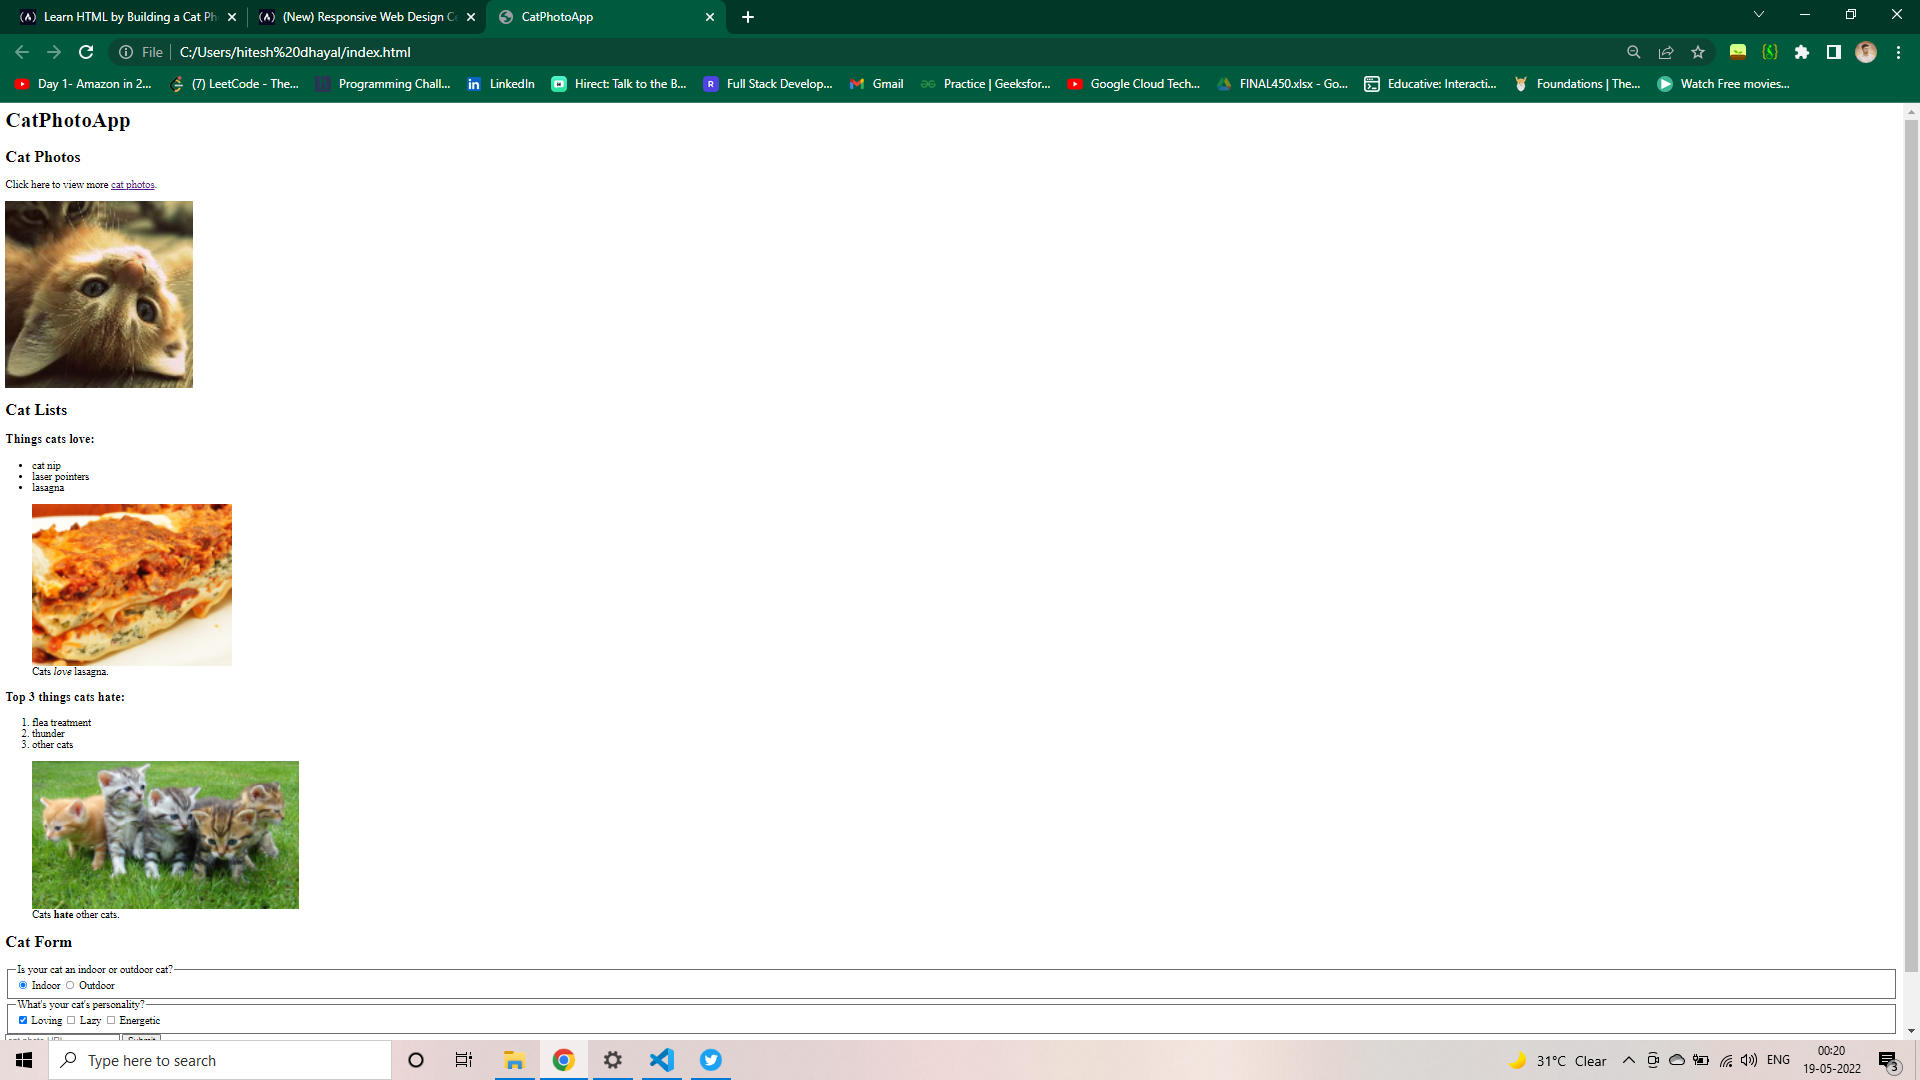 Learn HTML by Building a Cat Ph
(New) Responsive Web Design Ce
CatPhotoApp
File
C:/Users/hitesh%20dhayal/index.html
Day 1- Amazon in 2...
(7) LeetCode - The...
Programming Chall...
LinkedIn
Hirect: Talk to the B...
Full Stack Develop...
Gmail
Practice | Geeksfor...
Google Cloud Tech...
FINAL450.xlsx - Go...
Educative: Interacti...
Foundations | The...
Watch Free movies...
CatPhotoApp
Cat Photos
Click here to view more cat photos.
Cat Lists
Things cats love:
• cat nip
• laser pointers
• lasagna
Cats love lasagna.
Top 3 things cats hate:
1. flea treatment
2. thunder
3. other cats
Cats hate other cats.
Cat Form
Is your cat an indoor or outdoor cat?
Indoor Outdoor
What's your cat's personality?
Loving Lazy Energetic
Type here to search
31°C Clear
ENG
00:20
19-05-2022
3